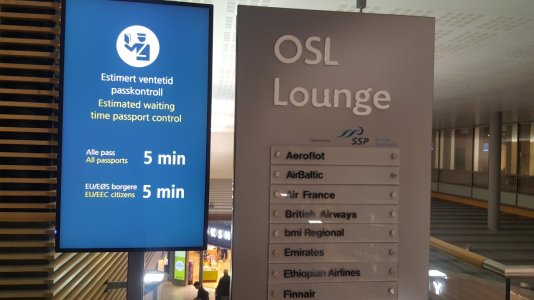 Estimert ventetid
passkontroll
Estimated waiting
time passport control
Alle pass
All passports
5 min
EU/EØS borgere
EU/EEC citizens
5 min
OSL
Lounge
SSP
Aeroflot
AirBaltic
Air France
British Airways
bmi Regional
Emirates
Ethiopian Airlines
Finnair